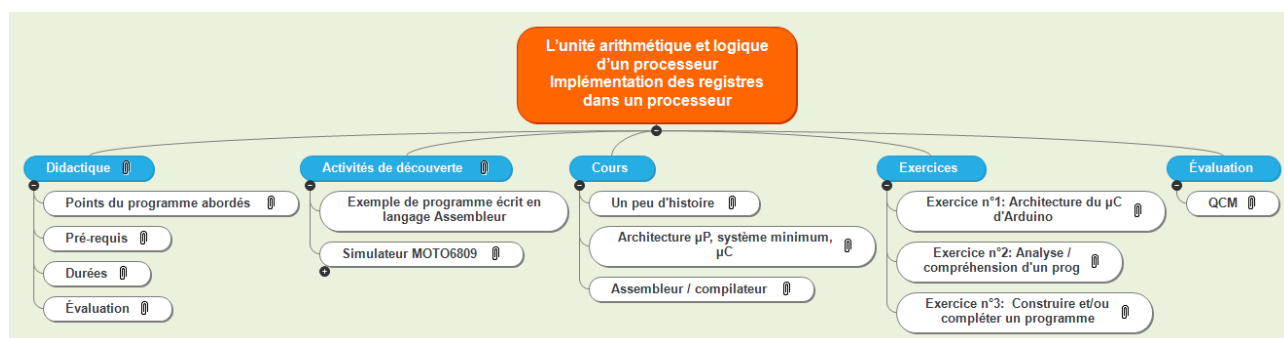 L'unité arithmétique et logique
d'un processeur
Implémentation des registres
dans un processeur
Didactique
Points du programme abordés
Pré-requis
Durées
Évaluation
Activités de découverte
Exemple de programme écrit en
langage Assembleur
Simulateur MOTO6809
Cours
Un peu d'histoire
Architecture µP, système minimum,
µC
Assembleur / compilateur
Exercices
Exercice n°1: Architecture du µC
d'Arduino
Exercice n°2: Analyse /
compréhension d'un prog
Exercice n°3:  Construire et/ou
compléter un programme
Évaluation
QCM